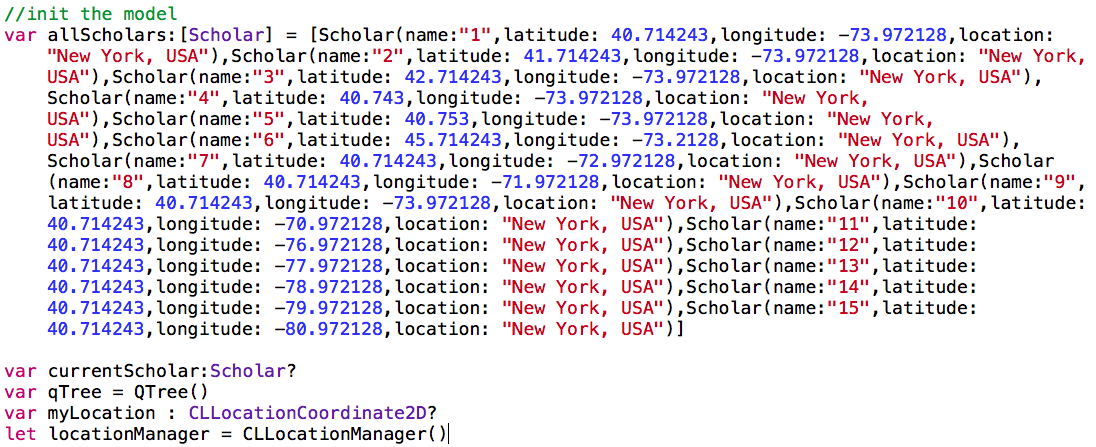 //init the model
var allScholars:[Scholar] = [Scholar(name:"1",latitude: 40.714243,longitude: -73.972128,location:
"New York, USA"),Scholar(name:"2",latitude: 41.714243,longitude: -73.972128,location: "New York,
USA"),Scholar(name:"3",latitude: 42.714243,longitude: -73.972128,location: "New York, USA"),
Scholar(name:"4",latitude: 40.743,longitude: -73.972128,location: "New York,
USA"),Scholar(name:"5",latitude: 40.753,longitude: -73.972128,location: "New York,
USA"),Scholar(name:"6",latitude: 45.714243,longitude: -73.2128,location: "New York, USA"),
Scholar(name:"7",latitude: 40.714243,longitude: -72.972128,location: "New York, USA"),Scholar
(name:"8",latitude: 40.714243,longitude: -71.972128,location: "New York, USA"),Scholar(name:"9",
latitude: 40.714243,longitude: -73.972128,location: "New York, USA"),Scholar(name:"10",latitude:
40.714243,longitude: -70.972128,location: "New York, USA"),Scholar(name:"11",latitude:
40.714243,longitude: -76.972128,location: "New York, USA"),Scholar(name:"12",latitude:
40.714243,longitude: -77.972128,location: "New York, USA"),Scholar(name:"13",latitude:
40.714243,longitude: -78.972128,location: "New York, USA"),Scholar(name:"14",latitude:
40.714243,longitude: -79.972128,location: "New York, USA"),Scholar(name:"15",latitude:
40.714243,longitude: -80.972128,location: "New York, USA")]
var currentScholar:Scholar?
var qTree = QTree()
var myLocation : CLLocationCoordinate2D?
let locationManager = CLLocationManager()